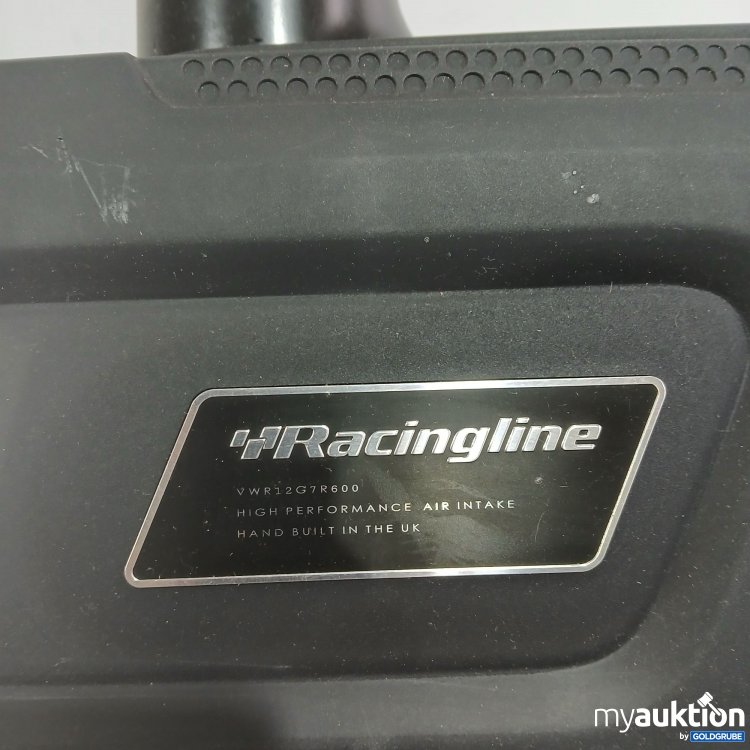 Racingline
VWR12G7R600
HIGH PERFORMANCE AIR INTAKE
HAND BUILT IN THE UK
myauktion
by GOLDGRUBE